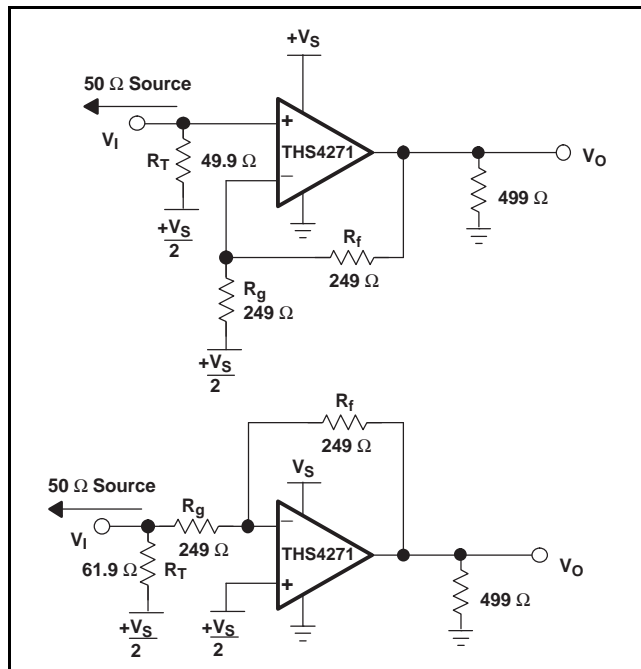 +VS
50 Ω Source
VI
+
THS4271
VO
RT
49.9 Ω
−
499 Ω
+VS
2
Rf
249 Ω
Rg
249 Ω
+VS
2
Rf
249 Ω
VS
50 Ω Source
Rg
VI
249 Ω
−
THS4271
VO
61.9 Ω
RT
+
499 Ω
+VS
2
+VS
2